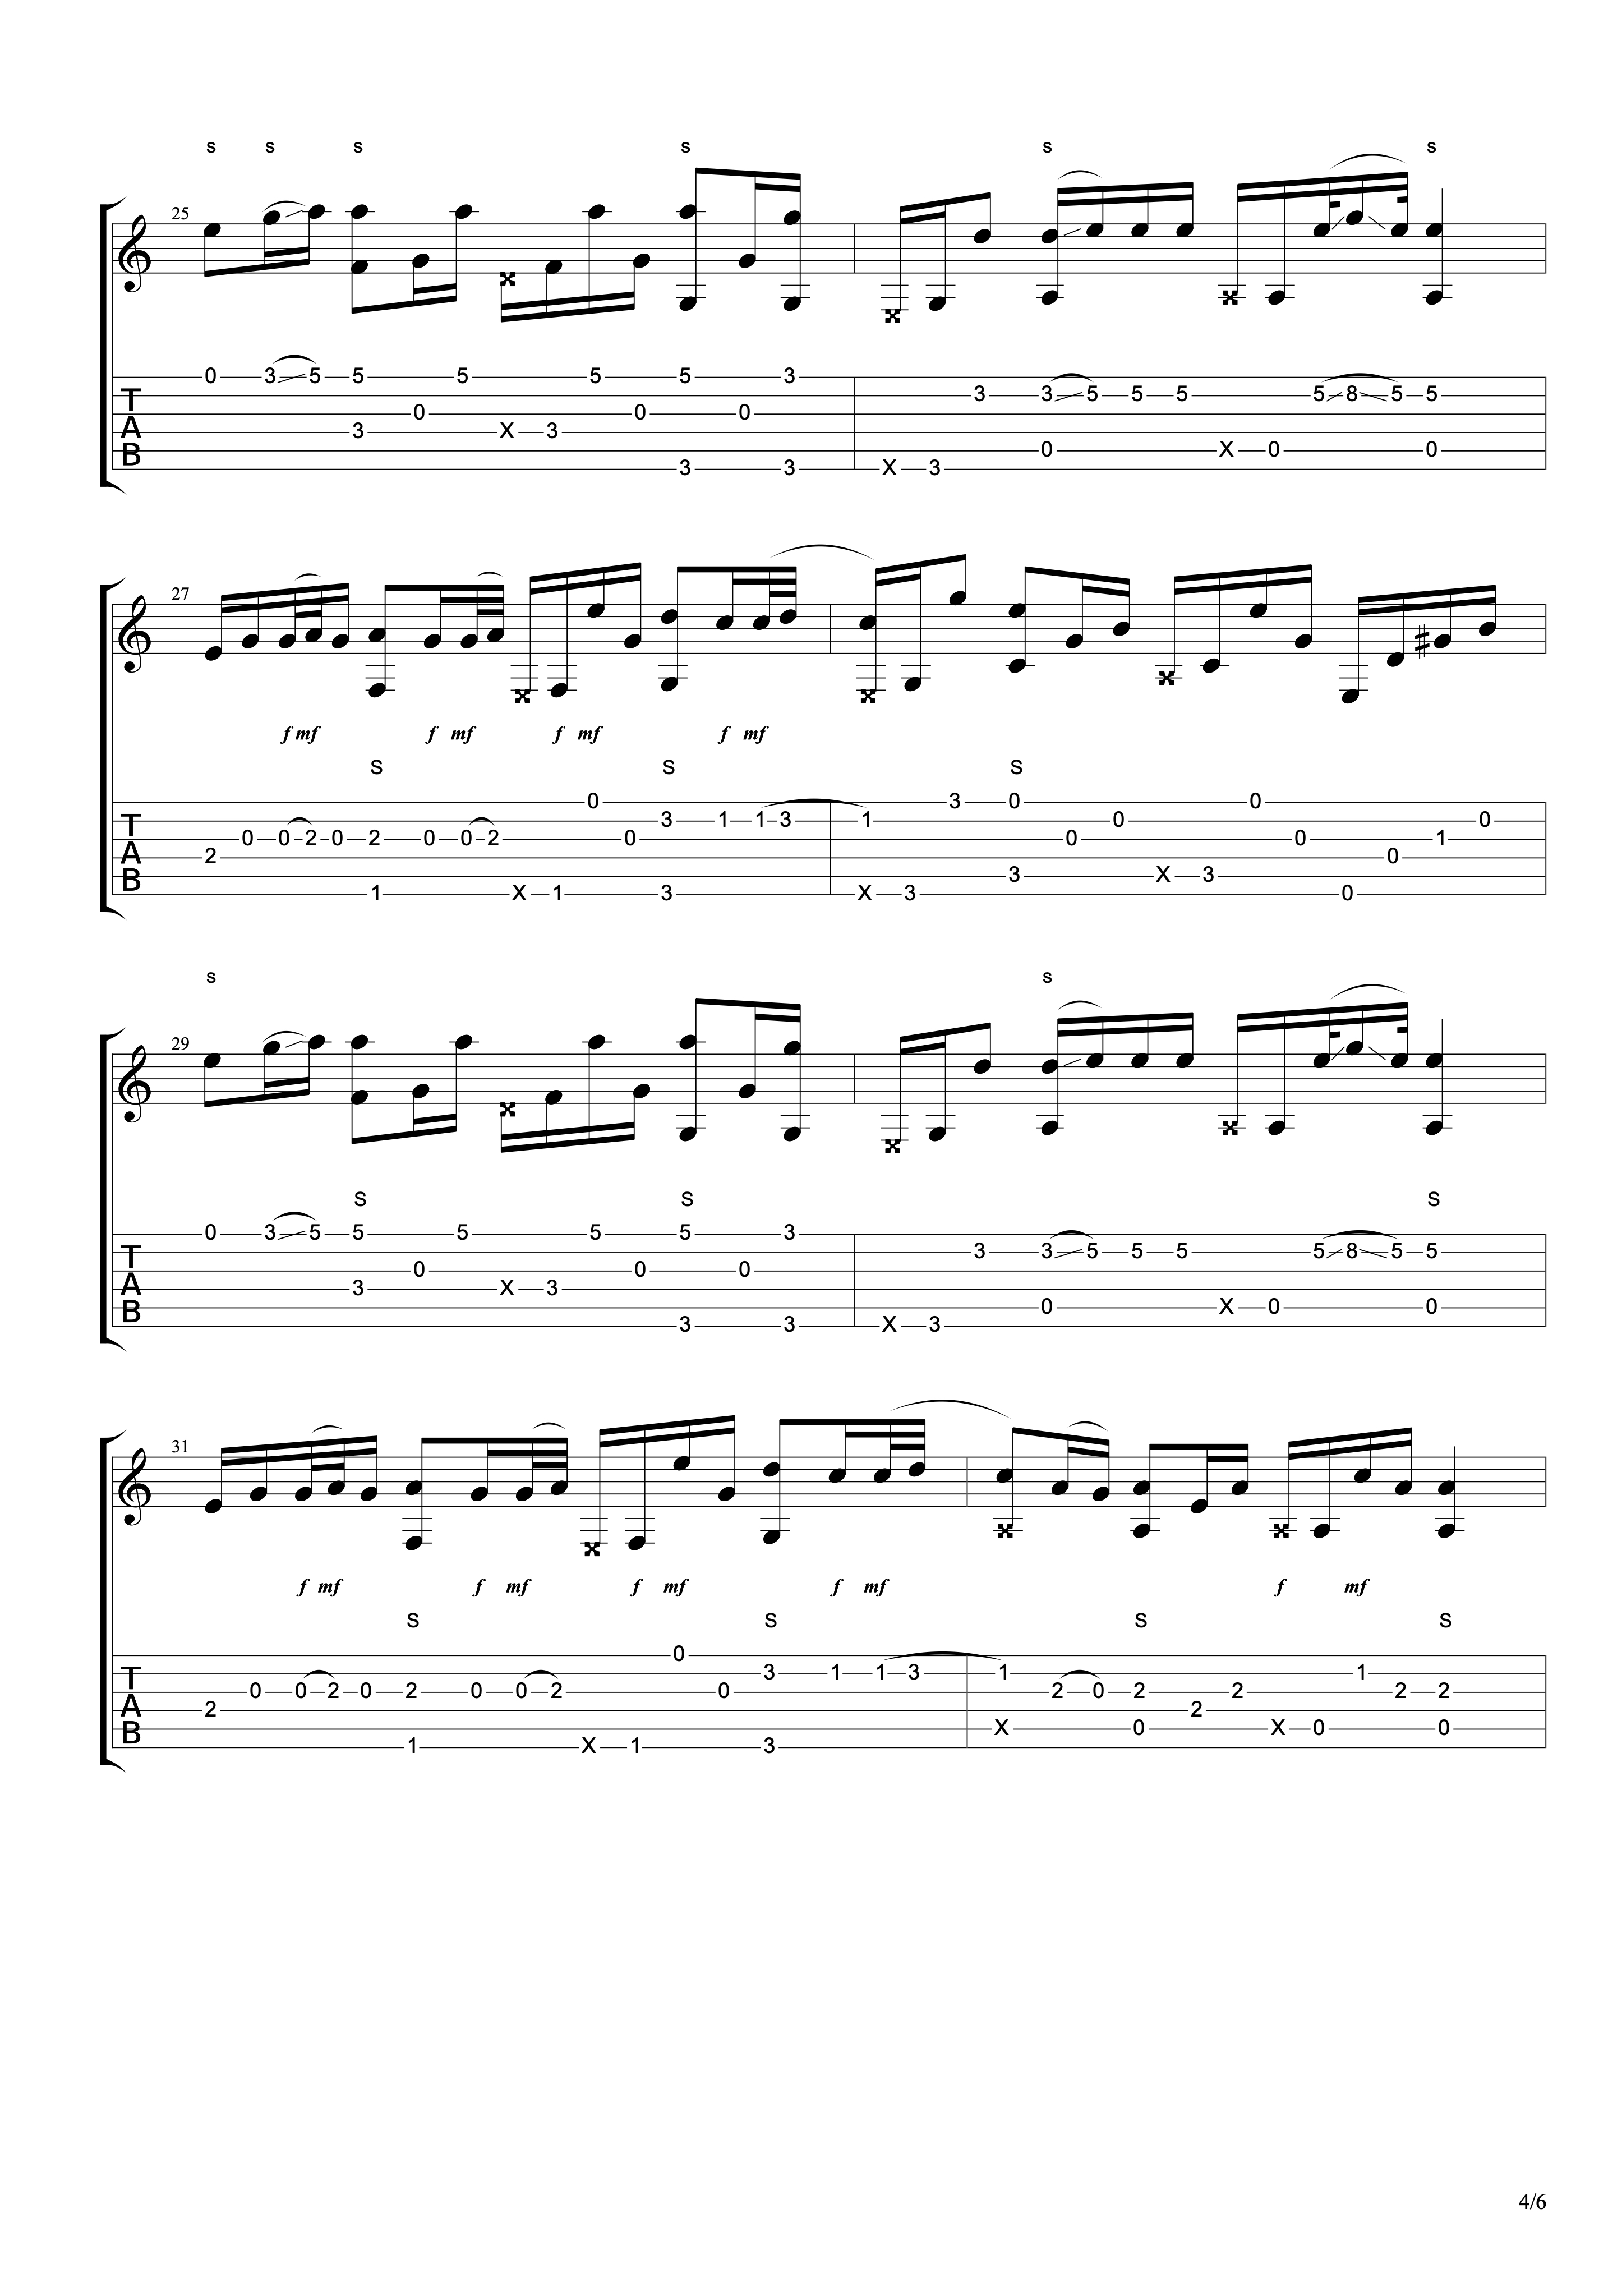 s s s s s s
25
0 3 5 5 5 5 5 3
3 3 5 5 5 5 8 5 5
T 0 0 0
A 3 X 3
B 0 X 0 0
3 3 X 3
27
f mf f mf f mf f mf
S S S
0 3 0 0
T 3 1 1 3 1 0 0
0 0 2 0 2 0 0 2 0 0 0 1
A 2 0
B 3 X 3
1 X 1 3 X 3 0
s s
29
S S S
0 3 5 5 5 5 5 3
T 3 3 5 5 5 5 8 5 5
0 0 0
A 3 X 3
B 0 X 0 0
3 3 X 3
31
f mf f mf f mf f mf f mf
S S S S
0
T 3 1 1 3 1 1
0 0 2 0 2 0 0 2 0 2 0 2 2 2 2
A 2 2
B X 0 X 0 0
1 X 1 3
4/6